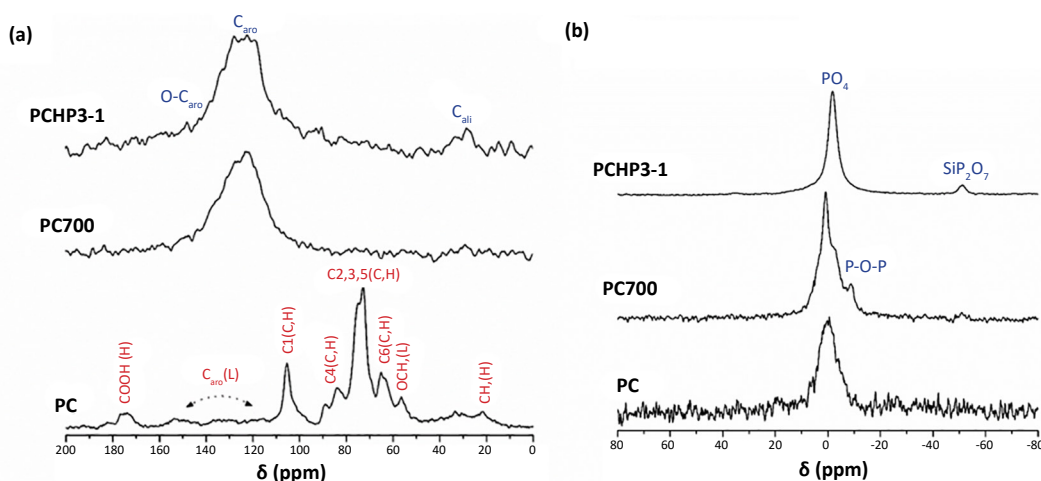 (a)
C_aro
O-C_aro
C_ali
PCHP3-1
PC700
C2,3,5(C,H)
COOH (H)
C_aro(L)
C1(C,H)
C4(C,H)
C6(C,H)
OCH,(L)
CH,(H)
PC
200 180 160 140 120 100 80 60 40 20 0
δ (ppm)
(b)
PO₄
SiP₂O₇
PCHP3-1
P-O-P
PC700
PC
80 60 40 20 0 -20 -40 -60 -80
δ (ppm)